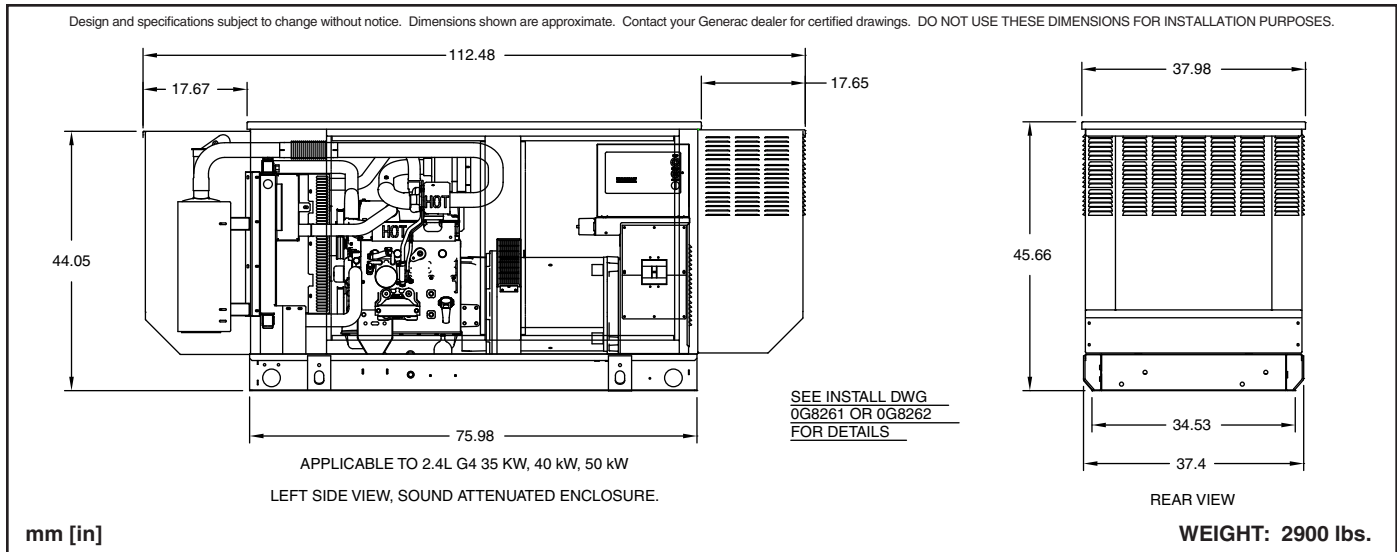 Design and specifications subject to change without notice. Dimensions shown are approximate. Contact your Generac dealer for certified drawings. DO NOT USE THESE DIMENSIONS FOR INSTALLATION PURPOSES.
112.48
17.67
17.65
37.98
HOT
HOT
44.05
45.66
SEE INSTALL DWG
0G8261 OR 0G8262
FOR DETAILS
75.98
34.53
37.4
APPLICABLE TO 2.4L G4 35 KW, 40 kW, 50 kW
LEFT SIDE VIEW, SOUND ATTENUATED ENCLOSURE.
REAR VIEW
mm [in]
WEIGHT: 2900 lbs.